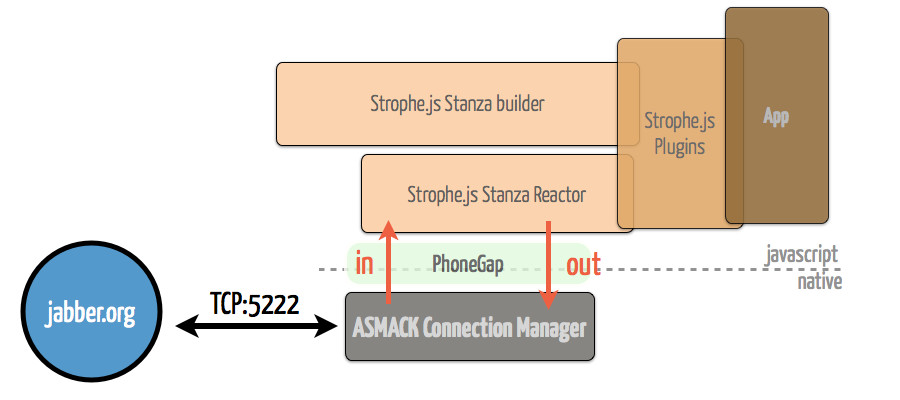 Strophe.js Stanza builder
Strophe.js
Plugins
App
Strophe.js Stanza Reactor
in
PhoneGap
out
javascript
native
jabber.org
TCP:5222
ASMACK Connection Manager